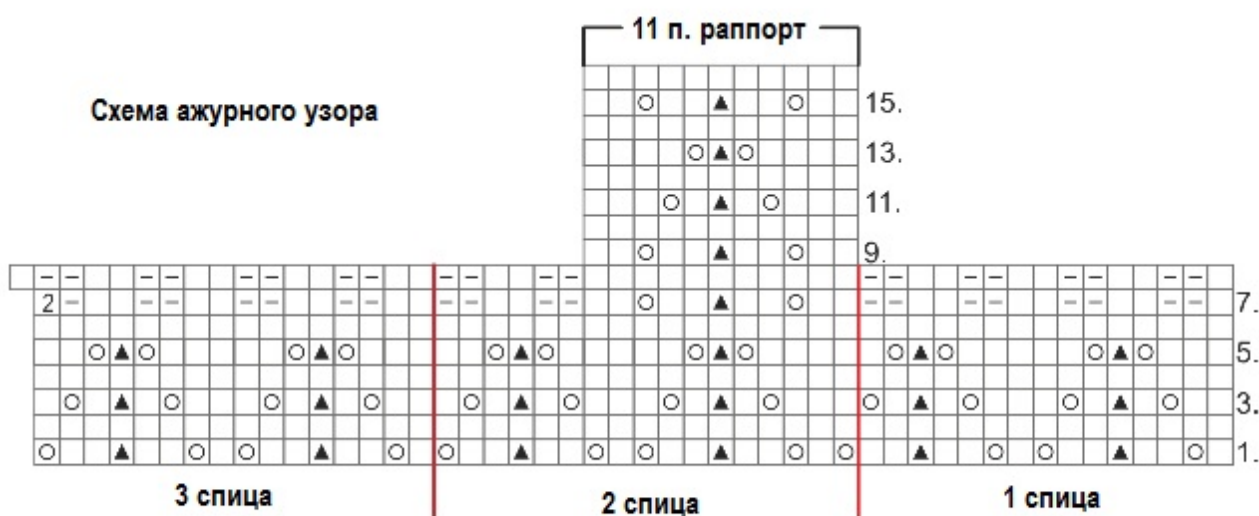 11 п. раппорт
Схема ажурного узора
15.
13.
11.
9.
2
7.
5.
3.
1.
3 спица
2 спица
1 спица